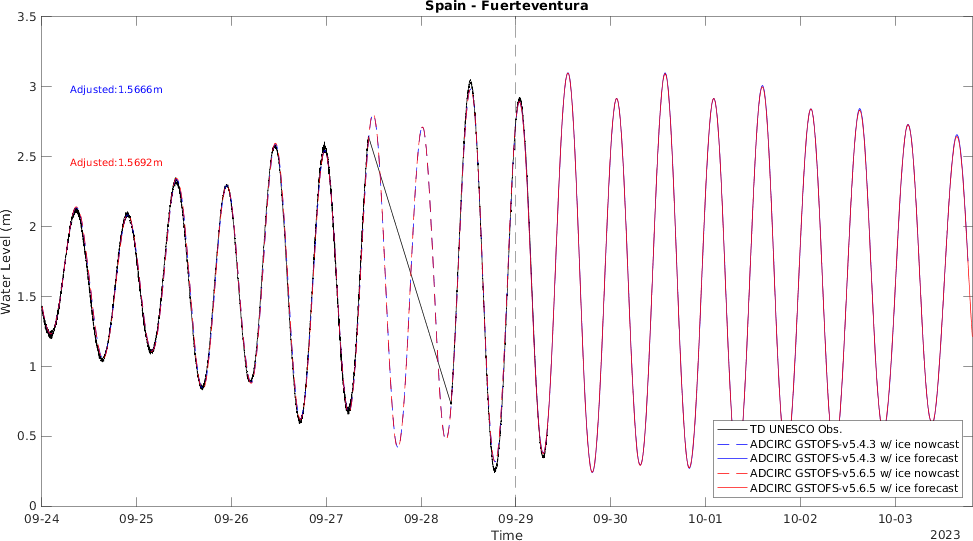 Spain - Fuerteventura
3.5
3
2.5
2
1.5
1
0.5
0
Water Level (m)
Adjusted:1.5666m
Adjusted:1.5692m
TD UNESCO Obs.
ADCIRC GSTOFS-v5.4.3 w/ ice nowcast
ADCIRC GSTOFS-v5.4.3 w/ ice forecast
ADCIRC GSTOFS-v5.6.5 w/ ice nowcast
ADCIRC GSTOFS-v5.6.5 w/ ice forecast
09-24 09-25 09-26 09-27 09-28 09-29 09-30 10-01 10-02 10-03
Time
2023